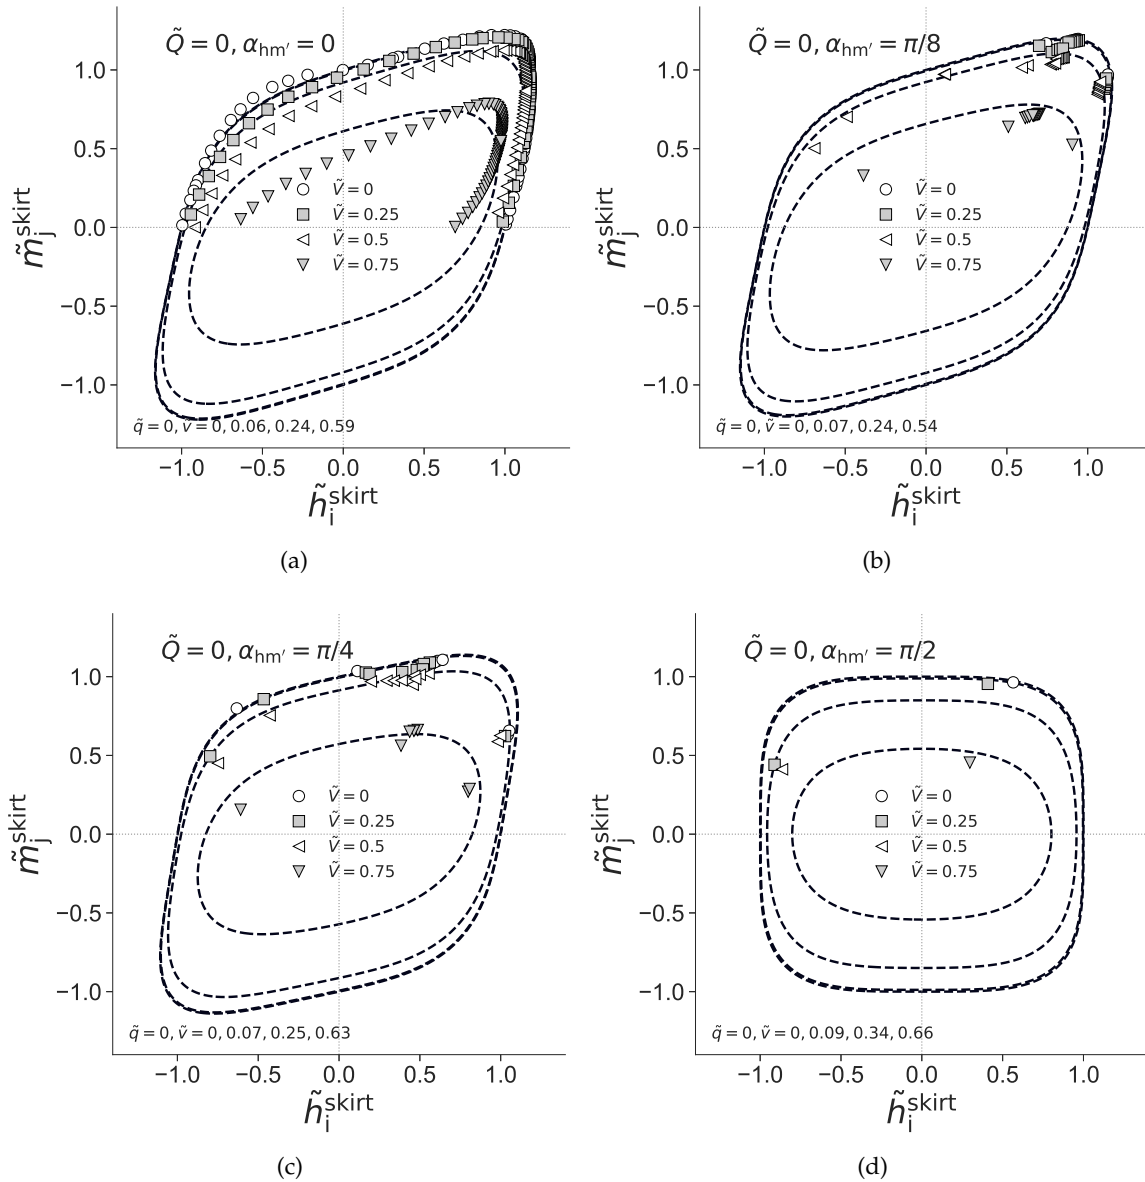 Q̃ = 0, α_hm′ = 0
1.0
0.5
0.0
−0.5
−1.0
m̃_j^skirt
Ṽ = 0
Ṽ = 0.25
Ṽ = 0.5
Ṽ = 0.75
q̃ = 0, ṽ = 0, 0.06, 0.24, 0.59
−1.0 −0.5 0.0 0.5 1.0
h̃_i^skirt
(a)
Q̃ = 0, α_hm′ = π/8
1.0
0.5
0.0
−0.5
−1.0
m̃_j^skirt
Ṽ = 0
Ṽ = 0.25
Ṽ = 0.5
Ṽ = 0.75
q̃ = 0, ṽ = 0, 0.07, 0.24, 0.54
−1.0 −0.5 0.0 0.5 1.0
h̃_i^skirt
(b)
Q̃ = 0, α_hm′ = π/4
1.0
0.5
0.0
−0.5
−1.0
m̃_j^skirt
Ṽ = 0
Ṽ = 0.25
Ṽ = 0.5
Ṽ = 0.75
q̃ = 0, ṽ = 0, 0.07, 0.25, 0.63
−1.0 −0.5 0.0 0.5 1.0
h̃_i^skirt
(c)
Q̃ = 0, α_hm′ = π/2
1.0
0.5
0.0
−0.5
−1.0
m̃_j^skirt
Ṽ = 0
Ṽ = 0.25
Ṽ = 0.5
Ṽ = 0.75
q̃ = 0, ṽ = 0, 0.09, 0.34, 0.66
−1.0 −0.5 0.0 0.5 1.0
h̃_i^skirt
(d)